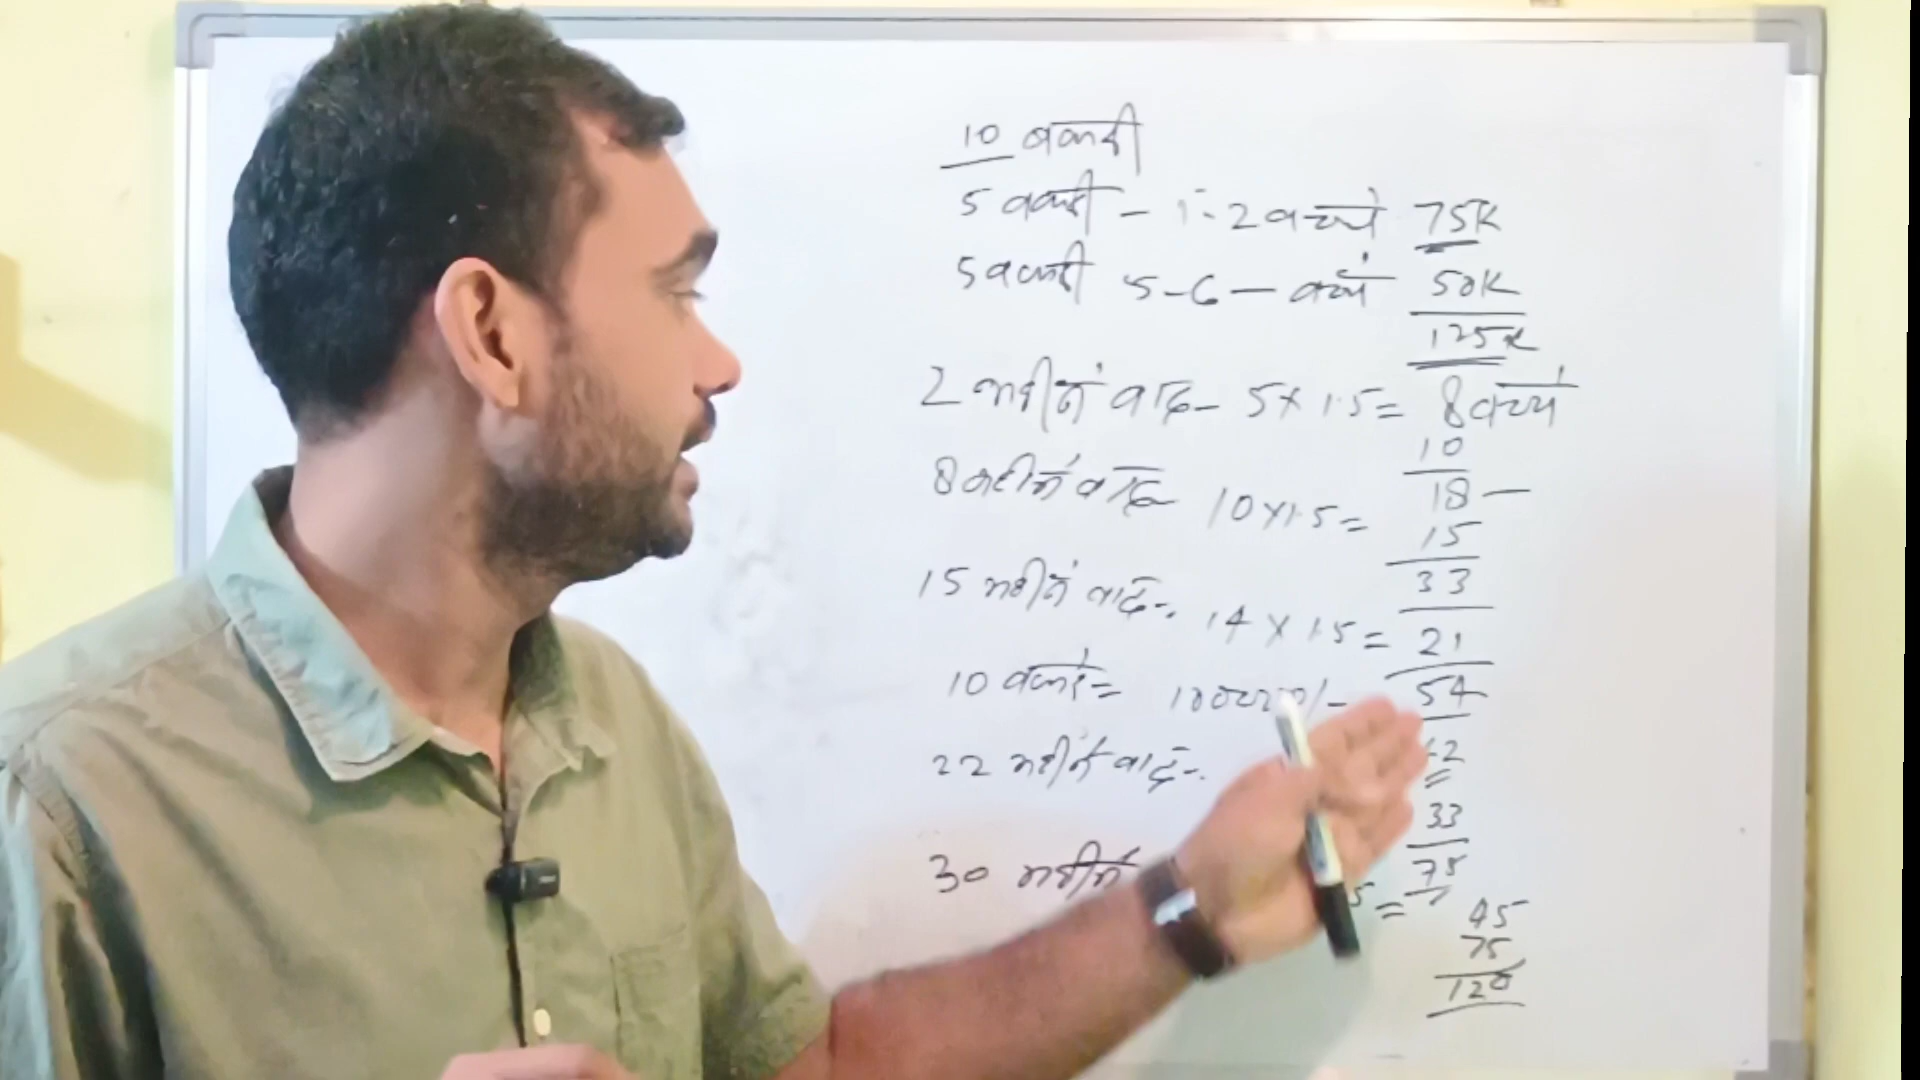 10 बकरी
5 बकरी - 1-2 बच्चे 75K
5 बकरी 5-6 - बच्चे 50K
125K
2 महीने बाद - 5 x 1.5 = 8 बच्चे
10
8 महीने बाद 18 -
10 x 1.5 =
15
33
15 महीने बाद -
14 x 1.5 = 21
54
10 बकरे =
22 महीने बाद -
33
75
30 महीने
5 =
45
75
120